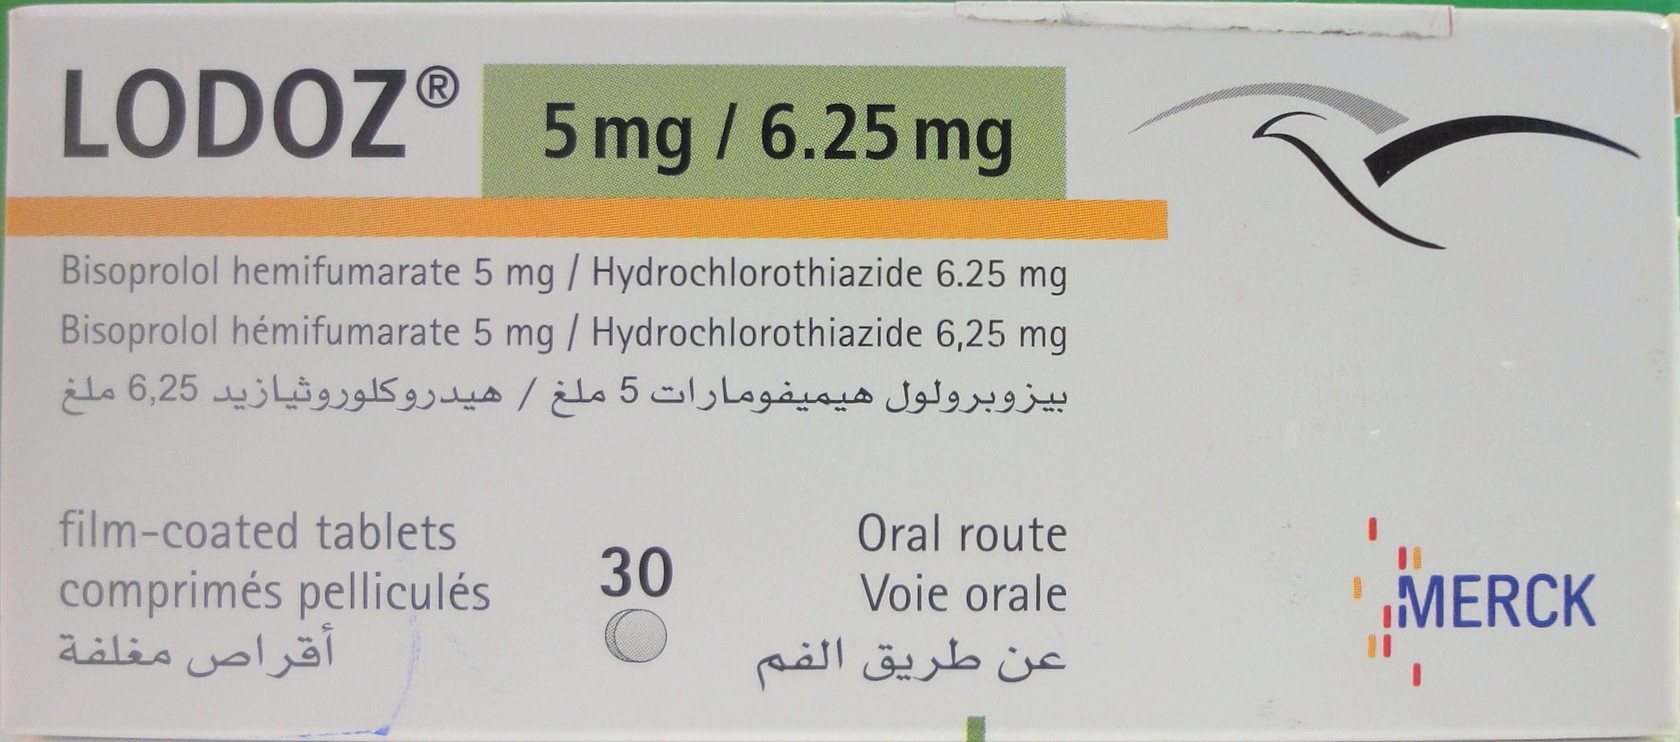 LODOZ® 5 mg / 6.25 mg
Bisoprolol hemifumarate 5 mg / Hydrochlorothiazide 6.25 mg
Bisoprolol hémifumarate 5 mg / Hydrochlorothiazide 6,25 mg
بيزوبرولول هيميفومارات 5 ملغ / هيدروكلوروثيازيد 6,25 ملغ
film-coated tablets
comprimés pelliculés
أقراص مغلفة
30
Oral route
Voie orale
عن طريق الفم
MERCK